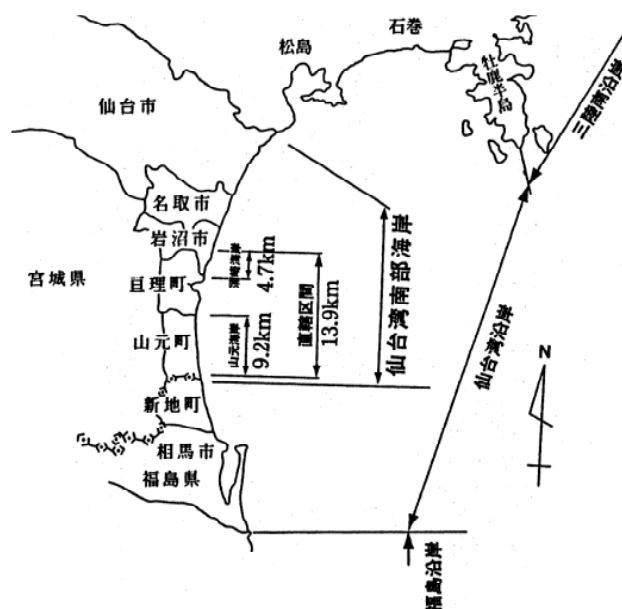 石巻
松島
牡鹿半島
三陸南沿岸
仙台市
名取市
岩沼市
宮城県
亘理町
4.7km
直轄区間
13.9km
仙台湾南部海岸
仙台湾沿岸
山元町
山元海岸
9.2km
N
新地町
相馬市
福島県
福島沿岸